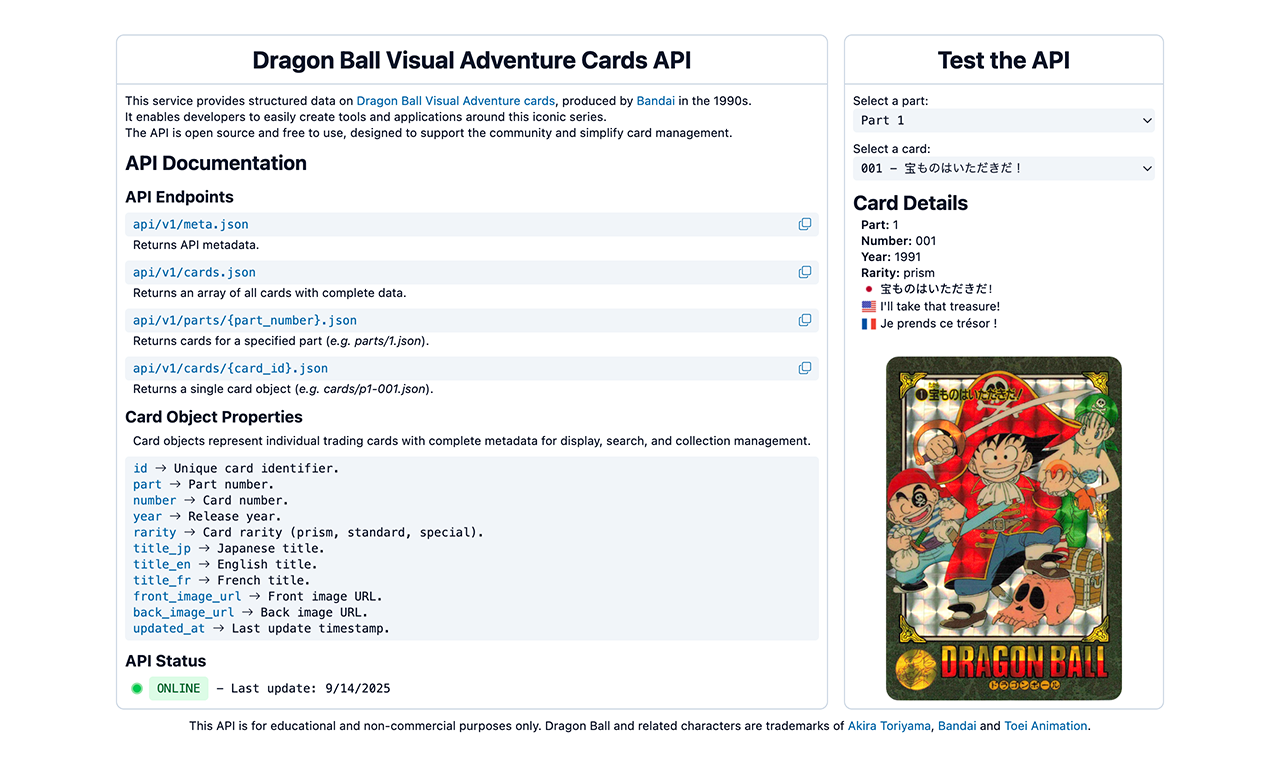 Dragon Ball Visual Adventure Cards API
This service provides structured data on Dragon Ball Visual Adventure cards, produced by Bandai in the 1990s.
It enables developers to easily create tools and applications around this iconic series.
The API is open source and free to use, designed to support the community and simplify card management.
API Documentation
API Endpoints
api/v1/meta.json
Returns API metadata.
api/v1/cards.json
Returns an array of all cards with complete data.
api/v1/parts/{part_number}.json
Returns cards for a specified part (e.g. parts/1.json).
api/v1/cards/{card_id}.json
Returns a single card object (e.g. cards/p1-001.json).
Card Object Properties
Card objects represent individual trading cards with complete metadata for display, search, and collection management.
id → Unique card identifier.
part → Part number.
number → Card number.
year → Release year.
rarity → Card rarity (prism, standard, special).
title_jp → Japanese title.
title_en → English title.
title_fr → French title.
front_image_url → Front image URL.
back_image_url → Back image URL.
updated_at → Last update timestamp.
API Status
ONLINE – Last update: 9/14/2025
Test the API
Select a part:
Part 1
Select a card:
001 – 宝ものはいただきだ！
Card Details
Part: 1
Number: 001
Year: 1991
Rarity: prism
宝ものはいただきだ!
I'll take that treasure!
Je prends ce trésor !
1宝ものはいただきだ!
DRAGON BALL
ドラゴンボール
This API is for educational and non-commercial purposes only. Dragon Ball and related characters are trademarks of Akira Toriyama, Bandai and Toei Animation.